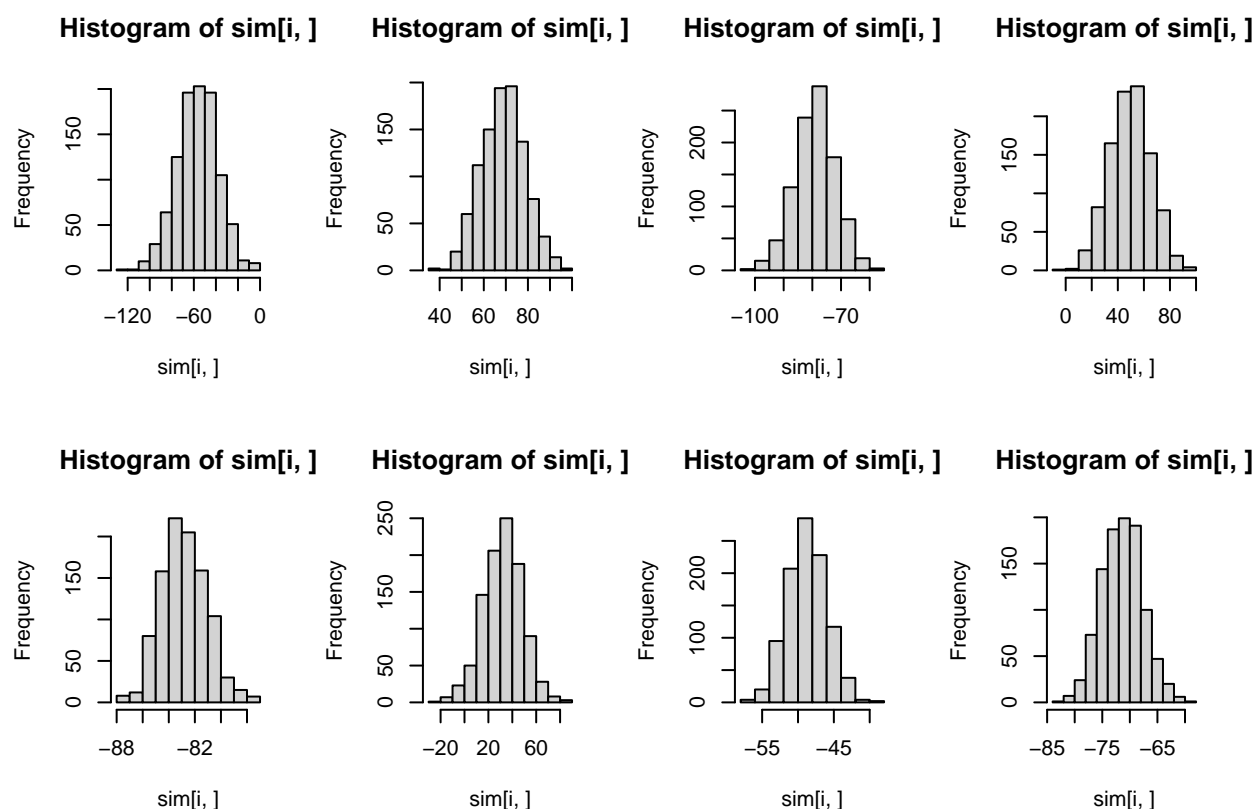 Histogram of sim[i, ]
Frequency
0
50
150
−120
−60
0
sim[i, ]
Histogram of sim[i, ]
Frequency
0
50
150
40
60
80
sim[i, ]
Histogram of sim[i, ]
Frequency
0
100
200
−100
−70
sim[i, ]
Histogram of sim[i, ]
Frequency
0
50
150
0
40
80
sim[i, ]
Histogram of sim[i, ]
Frequency
0
50
150
−88
−82
sim[i, ]
Histogram of sim[i, ]
Frequency
0
50
150
250
−20
20
60
sim[i, ]
Histogram of sim[i, ]
Frequency
0
100
200
−55
−45
sim[i, ]
Histogram of sim[i, ]
Frequency
0
50
150
−85
−75
−65
sim[i, ]